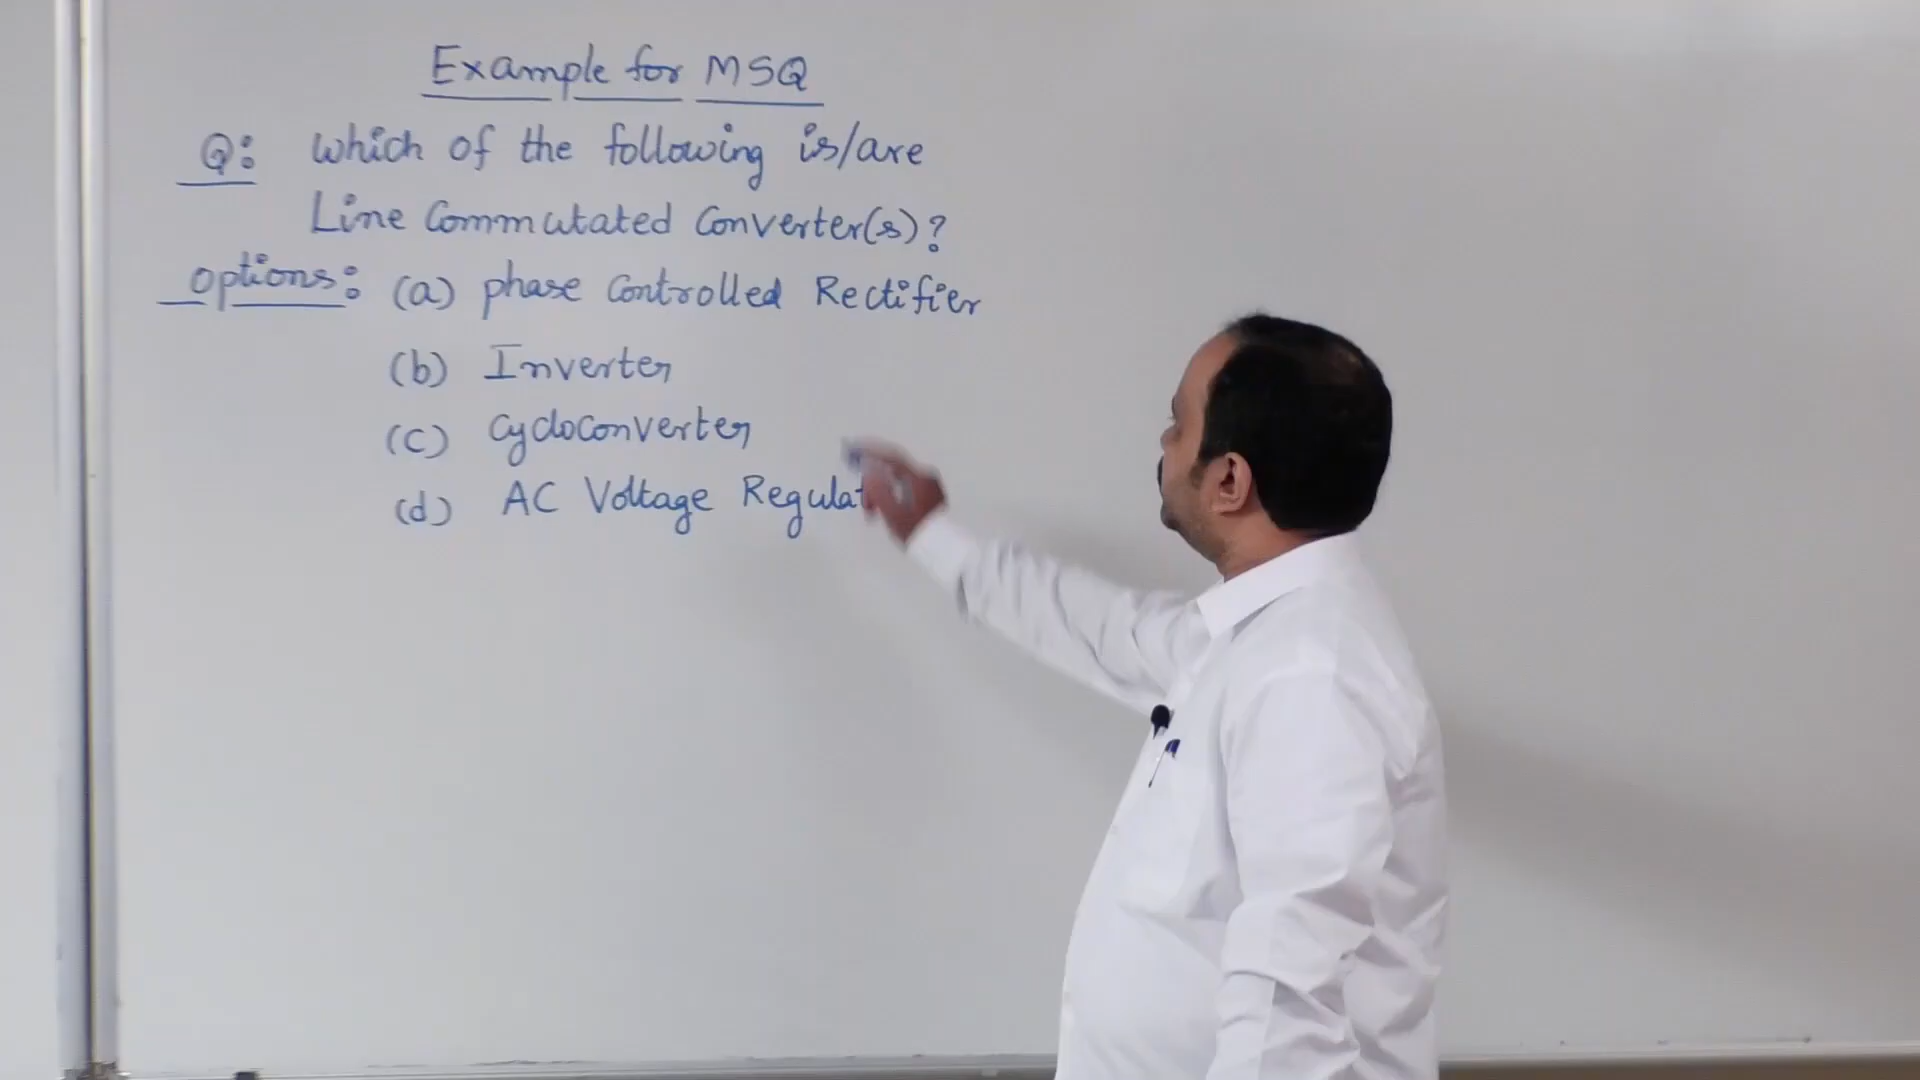 Example for MSQ
Q: Which of the following is/are
Line Commutated Converter(s)?
Options: (a) phase Controlled Rectifier
(b) Inverter
(c) Cycloconverter
(d) AC Voltage Regulat